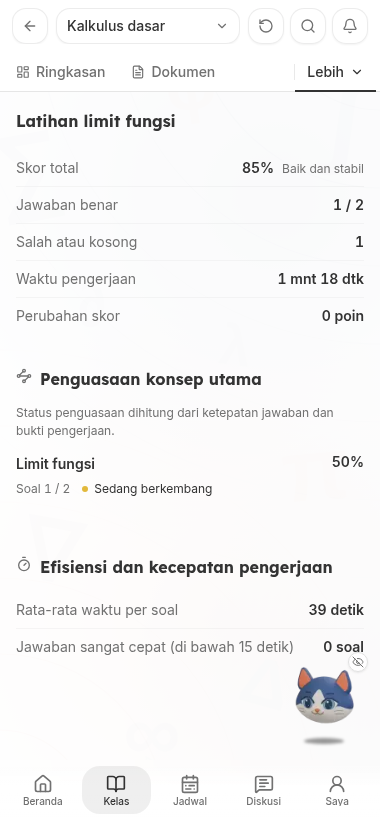 Kalkulus dasar
Ringkasan
Dokumen
Lebih
Latihan limit fungsi
Skor total 85% Baik dan stabil
Jawaban benar 1 / 2
Salah atau kosong 1
Waktu pengerjaan 1 mnt 18 dtk
Perubahan skor 0 poin
Penguasaan konsep utama
Status penguasaan dihitung dari ketepatan jawaban dan
bukti pengerjaan.
Limit fungsi 50%
Soal 1 / 2 Sedang berkembang
Efisiensi dan kecepatan pengerjaan
Rata-rata waktu per soal 39 detik
Jawaban sangat cepat (di bawah 15 detik) 0 soal
Beranda
Kelas
Jadwal
Diskusi
Saya